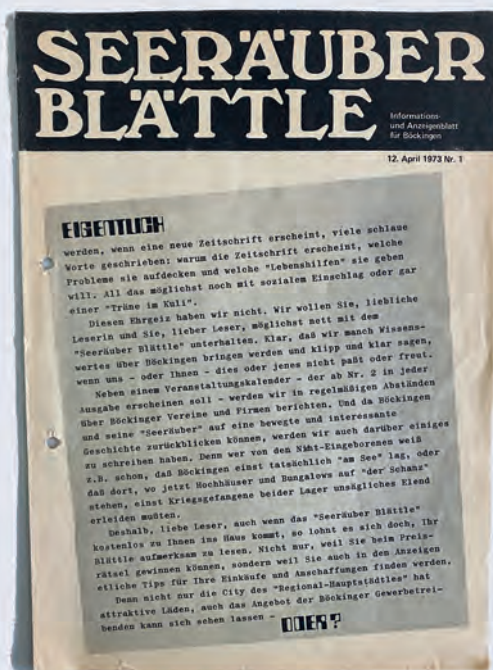 SEERÄUBER
BLÄTTLE
Informations-
und Anzeigenblatt
für Böckingen
12. April 1973 Nr. 1
EIGENTLICH
werden, wenn eine neue Zeitschrift erscheint, viele schlaue
Worte geschrieben: warum die Zeitschrift erscheint, welche
Probleme sie aufdecken und welche "Lebenshilfen" sie geben
will. All das möglichst noch mit sozialem Einschlag oder gar
einer "Träne im Kuli".
Diesen Ehrgeiz haben wir nicht. Wir wollen Sie, liebliche
Leserin und Sie, lieber Leser, möglichst nett mit dem
"Seeräuber Blättle" unterhalten. Klar, daß wir manch Wissens-
wertes über Böckingen bringen werden und klipp und klar sagen,
wenn uns - oder Ihnen - dies oder jenes nicht paßt oder freut.
Neben einem Veranstaltungskalender - der ab Nr. 2 in jeder
Ausgabe erscheinen soll - werden wir in regelmäßigen Abständen
über Böckinger Vereine und Firmen berichten. Und da Böckingen
und seine "Seeräuber" auf eine bewegte und interessante
Geschichte zurückblicken können, werden wir auch darüber einiges
zu schreiben haben. Denn wer von den Nicht-Eingeborenen weiß
z.B. schon, daß Böckingen einst tatsächlich "am See" lag, oder
daß dort, wo jetzt Hochhäuser und Bungalows auf "der Schanz"
stehen, einst Kriegsgefangene beider Lager unsägliches Elend
erleiden mußten.
Deshalb, liebe Leser, auch wenn das "Seeräuber Blättle"
kostenlos zu Ihnen ins Haus kommt, so lohnt es sich doch, Ihr
Blättle aufmerksam zu lesen. Nicht nur, weil Sie beim Preis-
rätsel gewinnen können, sondern weil Sie auch in den Anzeigen
etliche Tips für Ihre Einkäufe und Anschaffungen finden werden.
Denn nicht nur die City des "Regional-Hauptstädtles" hat
attraktive Läden, auch das Angebot der Böckinger Gewerbetrei-
benden kann sich sehen lassen - ODER?